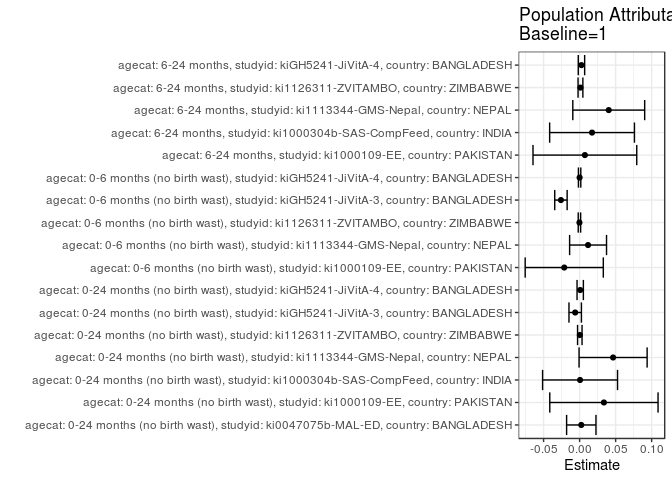 Population Attributa
Baseline=1
agecat: 6-24 months, studyid: kiGH5241-JiVitA-4, country: BANGLADESH
agecat: 6-24 months, studyid: ki1126311-ZVITAMBO, country: ZIMBABWE
agecat: 6-24 months, studyid: ki1113344-GMS-Nepal, country: NEPAL
agecat: 6-24 months, studyid: ki1000304b-SAS-CompFeed, country: INDIA
agecat: 6-24 months, studyid: ki1000109-EE, country: PAKISTAN
agecat: 0-6 months (no birth wast), studyid: kiGH5241-JiVitA-4, country: BANGLADESH
agecat: 0-6 months (no birth wast), studyid: kiGH5241-JiVitA-3, country: BANGLADESH
agecat: 0-6 months (no birth wast), studyid: ki1126311-ZVITAMBO, country: ZIMBABWE
agecat: 0-6 months (no birth wast), studyid: ki1113344-GMS-Nepal, country: NEPAL
agecat: 0-6 months (no birth wast), studyid: ki1000109-EE, country: PAKISTAN
agecat: 0-24 months (no birth wast), studyid: kiGH5241-JiVitA-4, country: BANGLADESH
agecat: 0-24 months (no birth wast), studyid: kiGH5241-JiVitA-3, country: BANGLADESH
agecat: 0-24 months (no birth wast), studyid: ki1126311-ZVITAMBO, country: ZIMBABWE
agecat: 0-24 months (no birth wast), studyid: ki1113344-GMS-Nepal, country: NEPAL
agecat: 0-24 months (no birth wast), studyid: ki1000304b-SAS-CompFeed, country: INDIA
agecat: 0-24 months (no birth wast), studyid: ki1000109-EE, country: PAKISTAN
agecat: 0-24 months (no birth wast), studyid: ki0047075b-MAL-ED, country: BANGLADESH
-0.05 0.00 0.05 0.10
Estimate